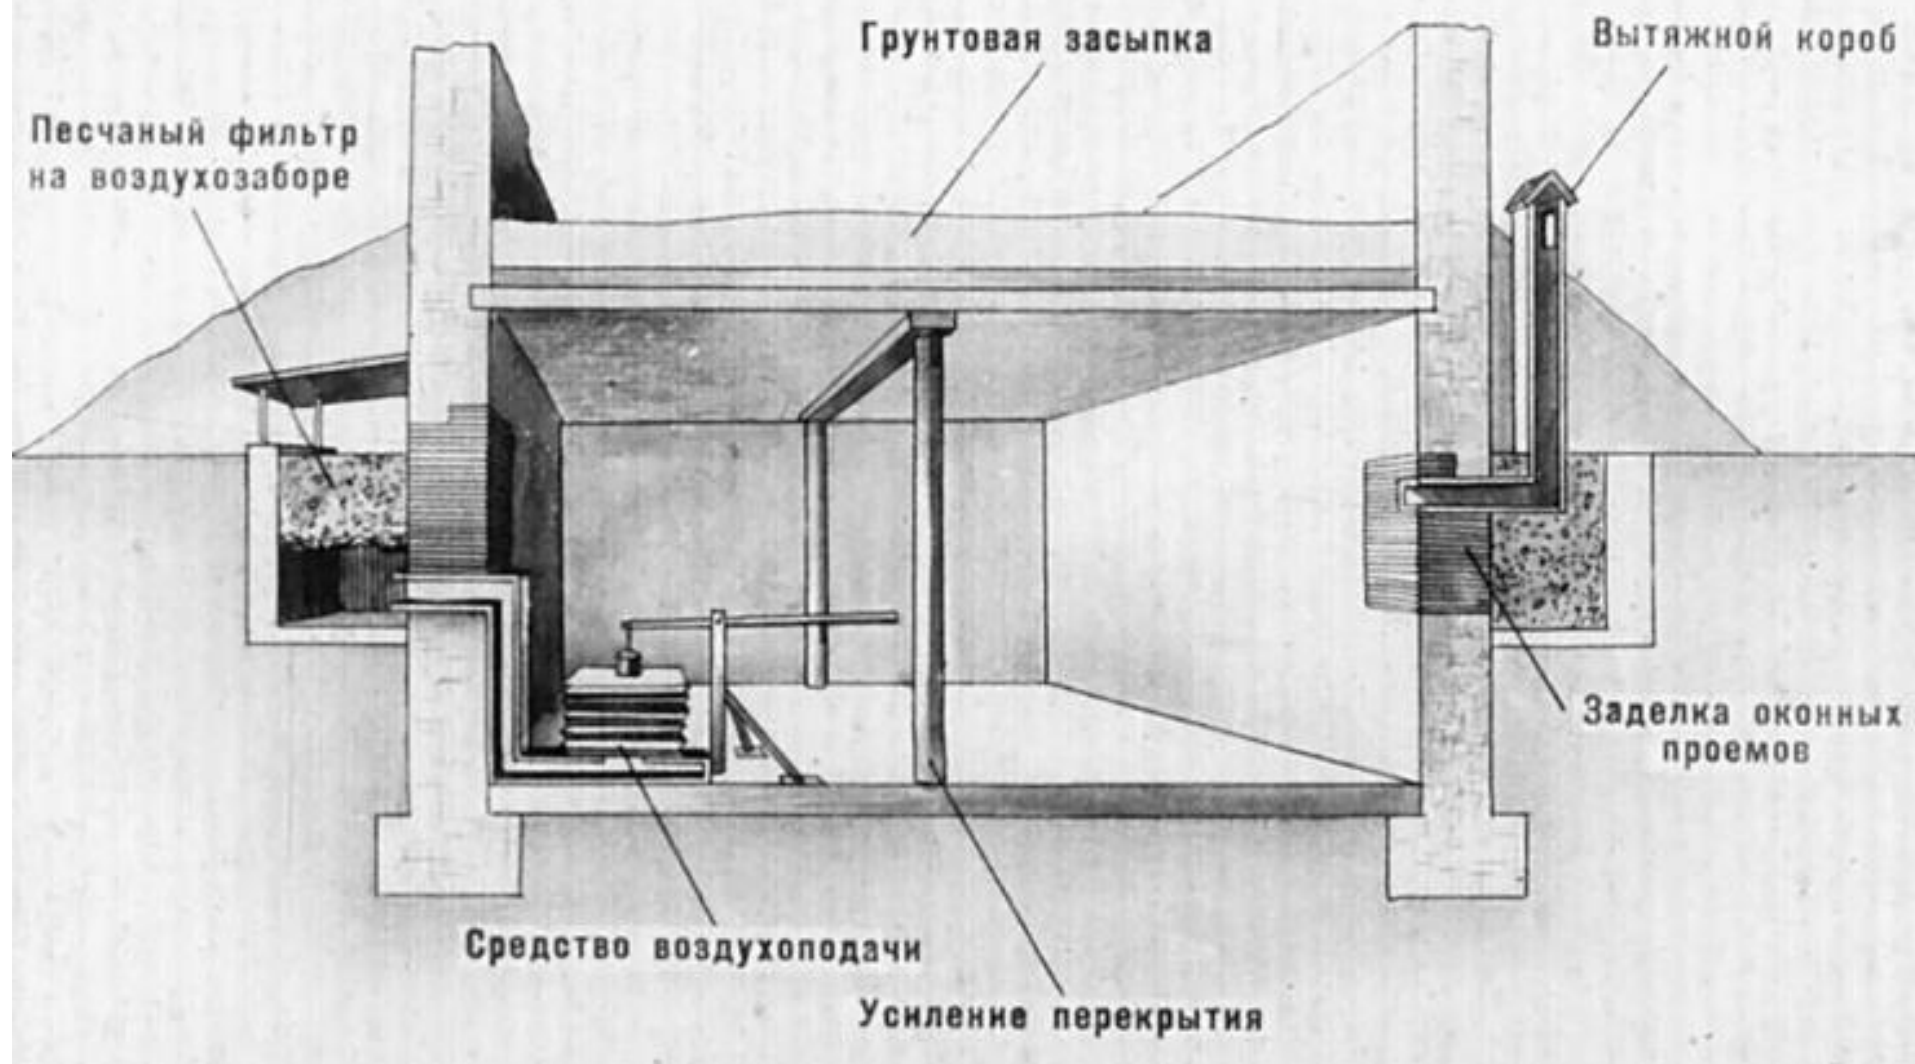 Грунтовая засыпка
Вытяжной короб
Песчаный фильтр
на воздухозаборе
Заделка оконных
проемов
Средство воздухоподачи
Усиление перекрытия